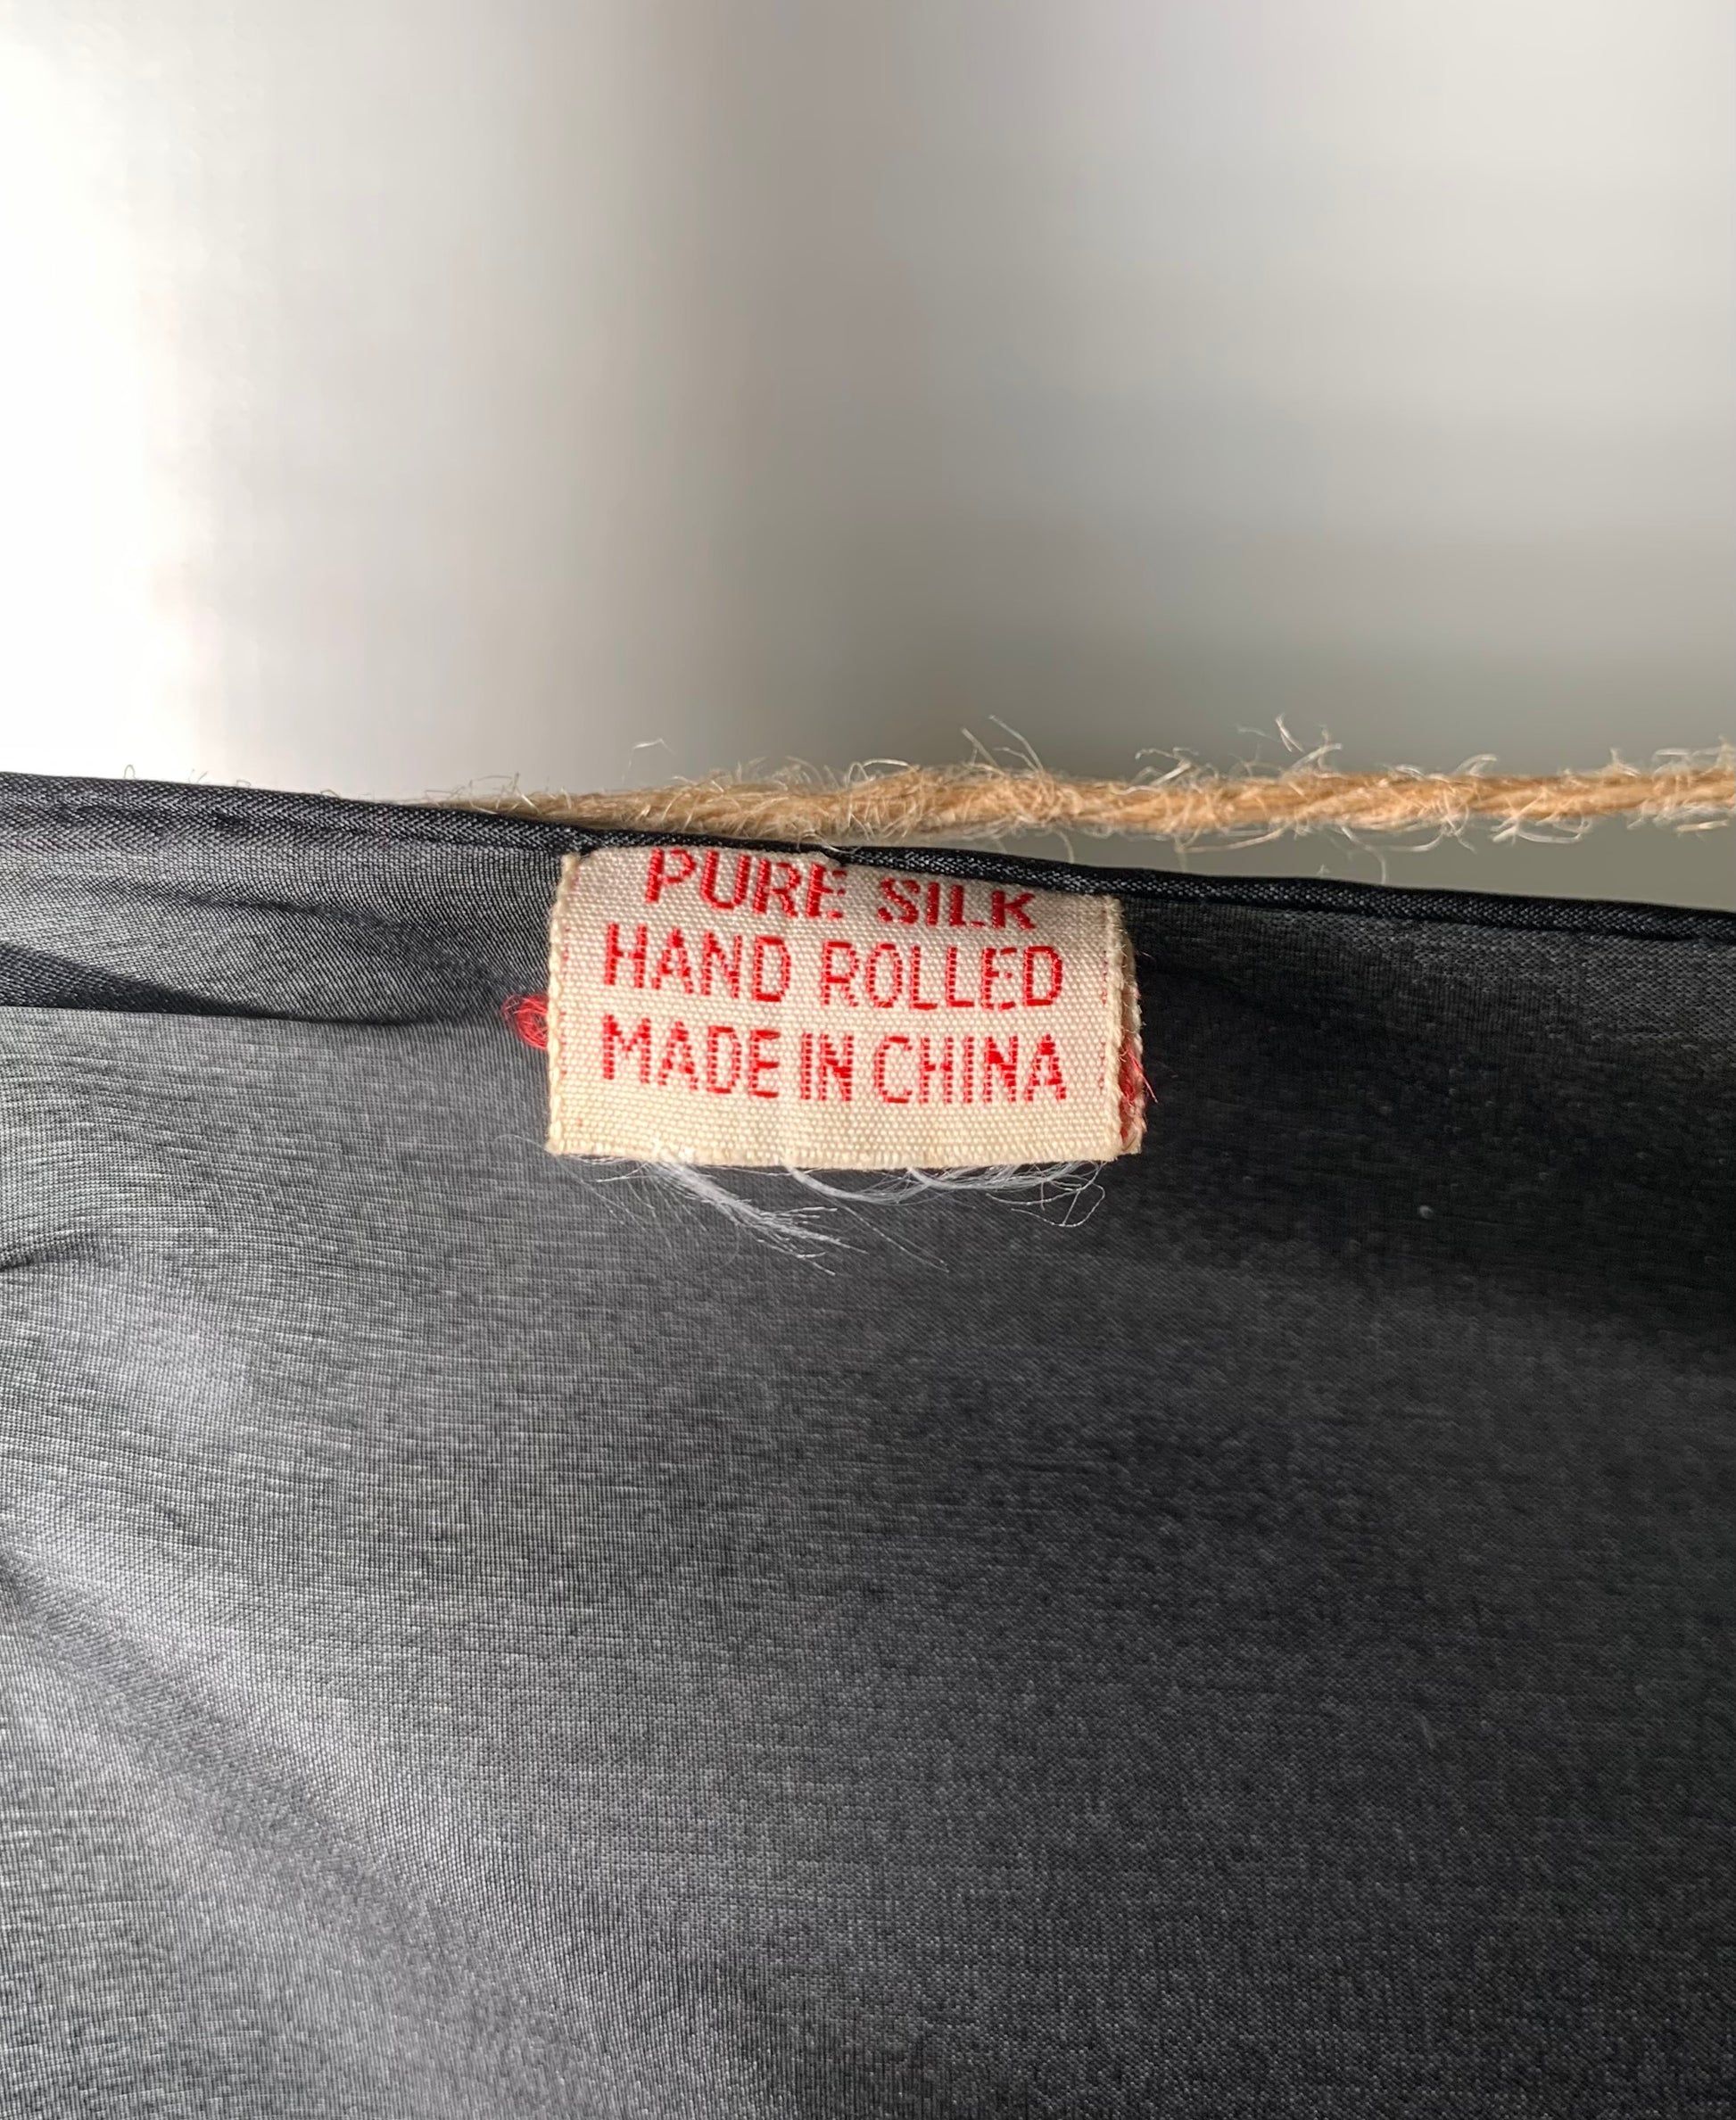 PURE SILK
HAND ROLLED
MADE IN CHINA